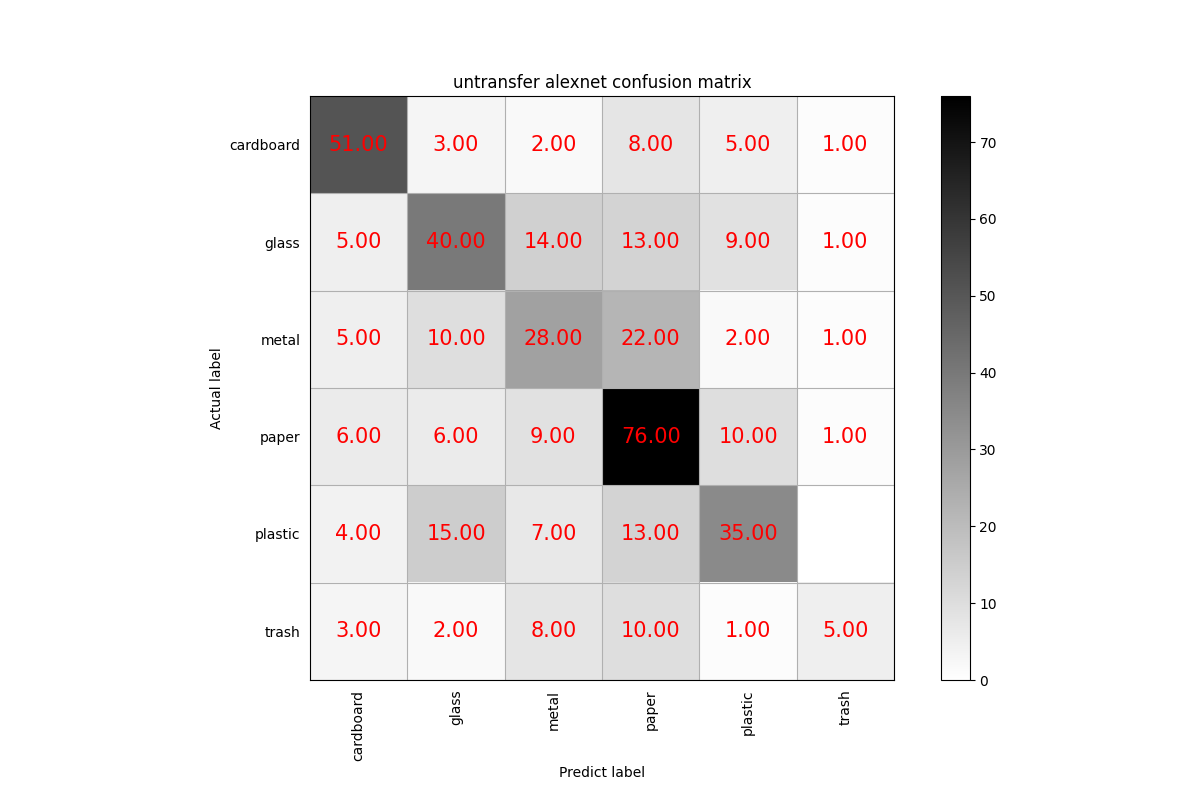 untransfer alexnet confusion matrix
cardboard 51.00 3.00 2.00 8.00 5.00 1.00
glass 5.00 40.00 14.00 13.00 9.00 1.00
metal 5.00 10.00 28.00 22.00 2.00 1.00
paper 6.00 6.00 9.00 76.00 10.00 1.00
plastic 4.00 15.00 7.00 13.00 35.00
trash 3.00 2.00 8.00 10.00 1.00 5.00
cardboard glass metal paper plastic trash
Predict label
Actual label
70
60
50
40
30
20
10
0